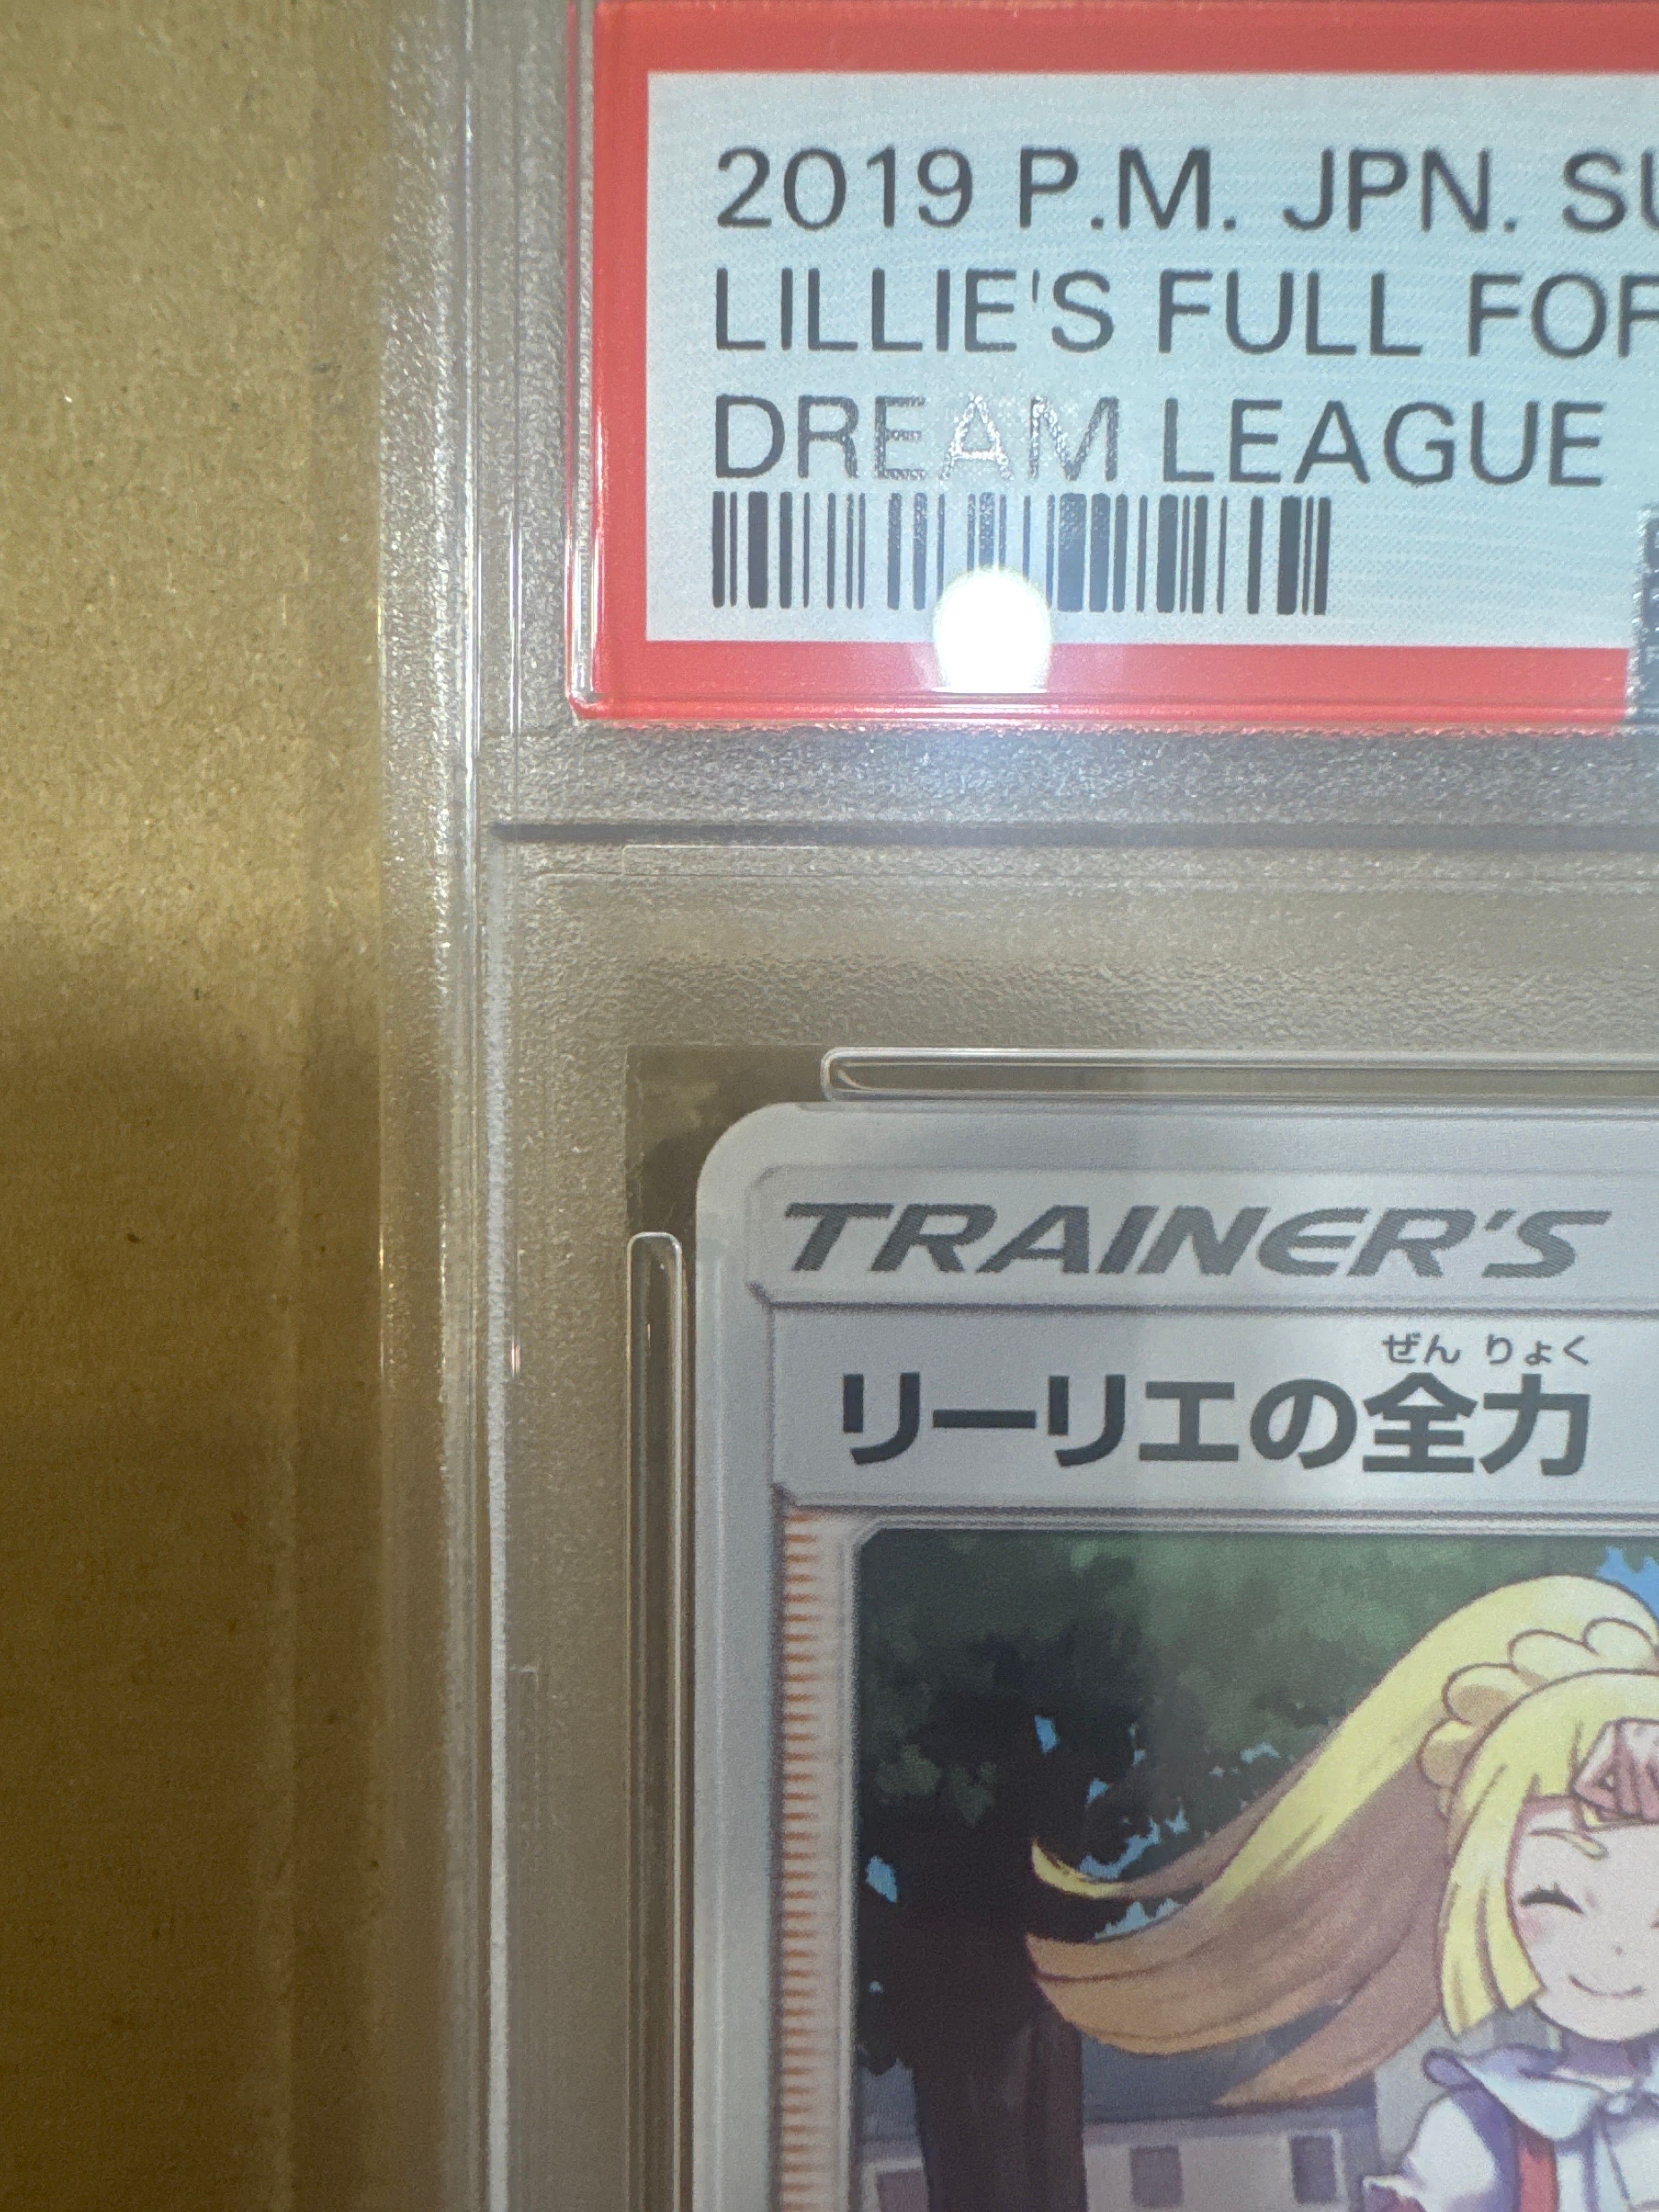 2019 P.M. JPN. SU
LILLIE'S FULL FOR
DREAM LEAGUE
TRAINER'S
ぜんりょく
リーリエの全力